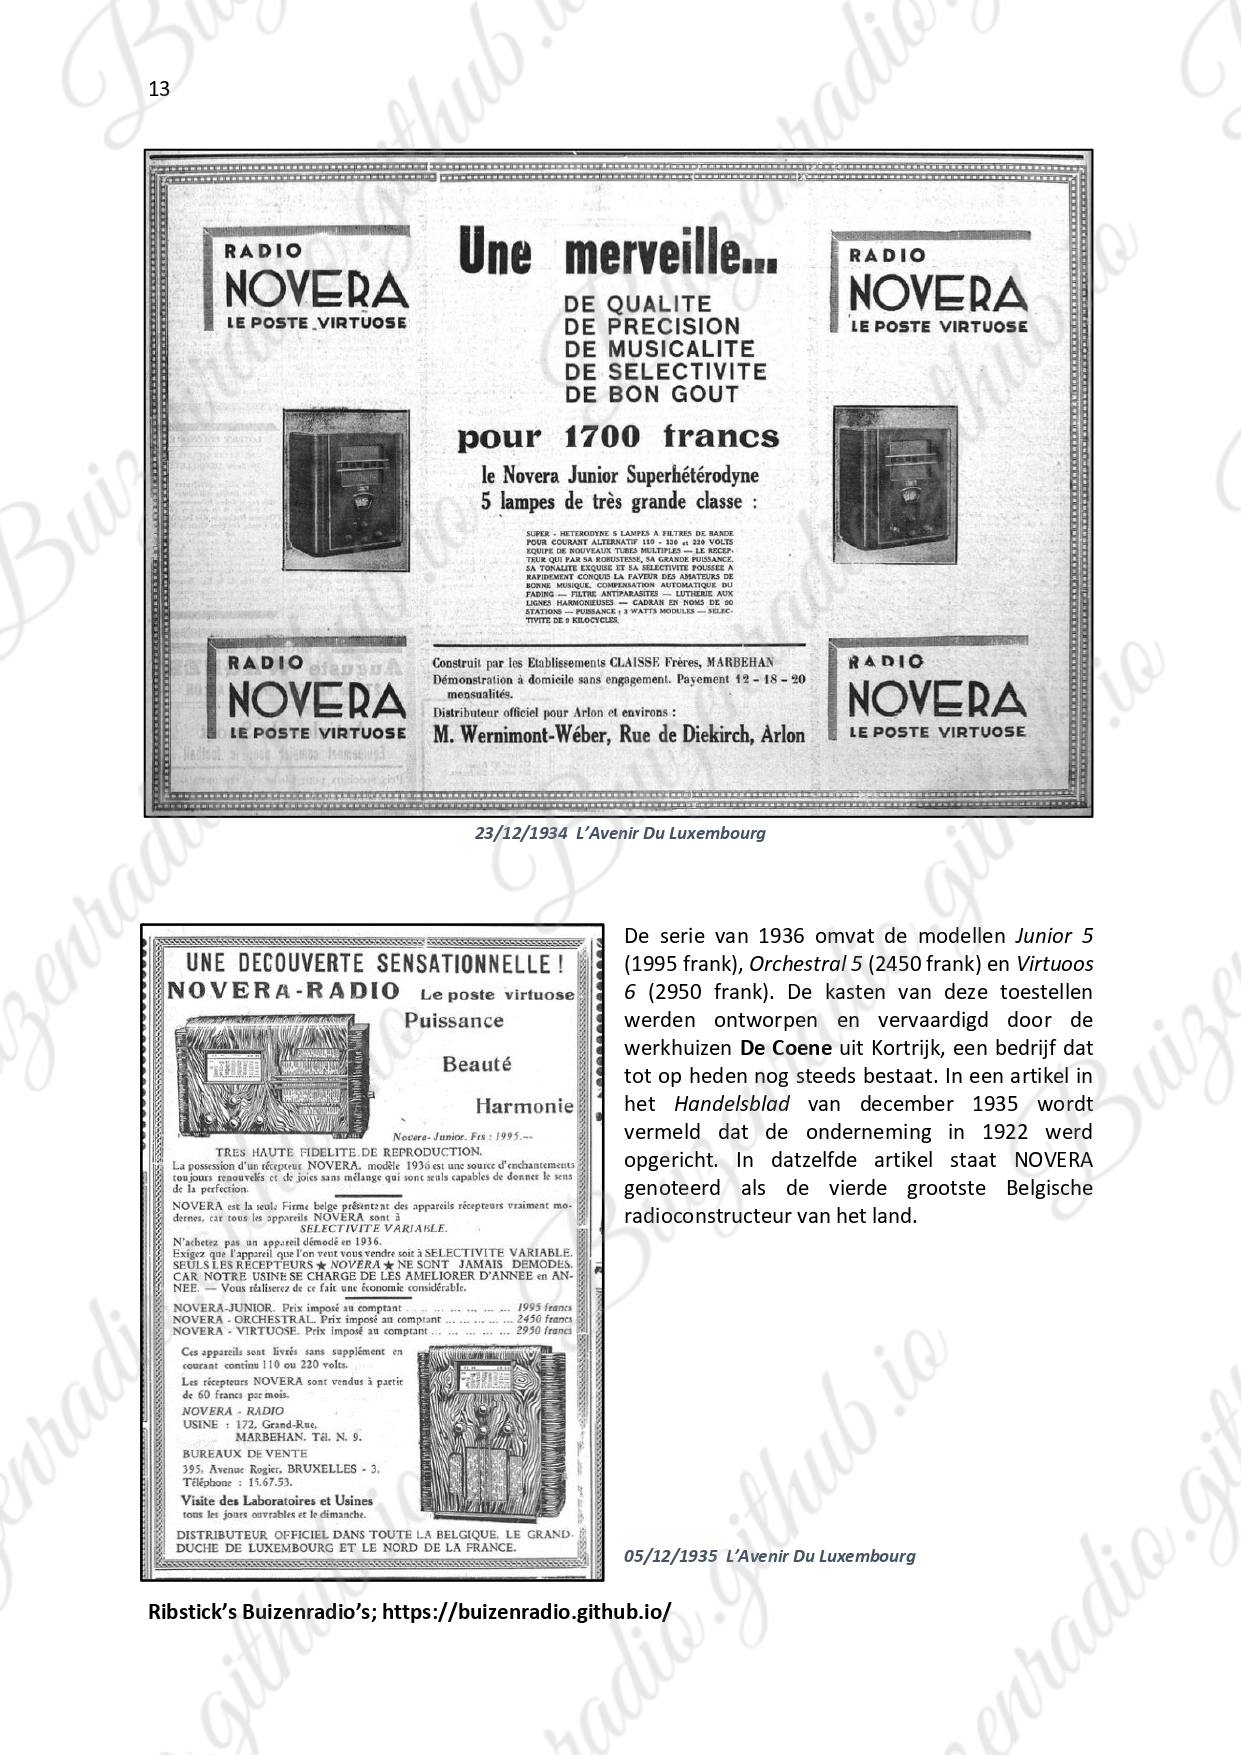 13
RADIO
NOVERA
LE POSTE VIRTUOSE
Une merveille...
DE QUALITE
DE PRECISION
DE MUSICALITE
DE SELECTIVITE
DE BON GOUT
pour 1700 francs
le Novera Junior Superhétérodyne
5 lampes de très grande classe :
SUPER - HETERODYNE 5 LAMPES A FILTRES DE BANDE
POUR COURANT ALTERNATIF 110 - 130 et 220 VOLTS
EQUIPE DE NOUVEAUX TUBES MULTIPLES — LE RECEP-
TEUR QUI PAR SA ROBUSTESSE, SA GRANDE PUISSANCE,
SA TONALITE EXQUISE ET SA SELECTIVITE POUSSEE A
RAPIDEMENT CONQUIS LA FAVEUR DES AMATEURS DE
BONNE MUSIQUE. COMPENSATION AUTOMATIQUE DU
FADING — FILTRE ANTIPARASITES — LUTHERIE AUX
LIGNES HARMONIEUSES — CADRAN EN NOMS DE 90
STATIONS — PUISSANCE : 3 WATTS MODULES — SELEC-
TIVITE DE 9 KILOCYCLES.
RADIO
NOVERA
LE POSTE VIRTUOSE
RADIO
NOVERA
LE POSTE VIRTUOSE
Construit par les Etablissements CLAISSE Frères, MARBEHAN
Démonstration à domicile sans engagement. Payement 12 - 18 - 20
mensualités.
Distributeur officiel pour Arlon et environs :
M. Wernimont-Wéber, Rue de Diekirch, Arlon
RADIO
NOVERA
LE POSTE VIRTUOSE
23/12/1934 L’Avenir Du Luxembourg
UNE DECOUVERTE SENSATIONNELLE !
NOVERA-RADIO Le poste virtuose
Puissance
Beauté
Harmonie
Novera-Junior. Frs : 1995.--
TRES HAUTE FIDELITE DE REPRODUCTION.
La possession d'un récepteur NOVERA, modèle 1936 est une source d'enchantements
toujours renouvelés et de joies sans mélange qui sont seuls capables de donner le sens
de la perfection.
NOVERA est la seule Firme belge présentant des appareils récepteurs vraiment mo-
dernes, car tous les appareils NOVERA sont à
SELECTIVITE VARIABLE.
N'achetez pas un appareil démodé en 1936.
Exigez que l'appareil que l'on veut vous vendre soit à SELECTIVITE VARIABLE.
SEULS LES RECEPTEURS ★ NOVERA ★ NE SONT JAMAIS DEMODES.
CAR NOTRE USINE SE CHARGE DE LES AMELIORER D'ANNEE en AN-
NEE. — Vous réaliserez de ce fait une économie considérable.
NOVERA-JUNIOR. Prix imposé au comptant ... 1995 francs
NOVERA - ORCHESTRAL. Prix imposé au comptant ... 2450 francs
NOVERA - VIRTUOSE. Prix imposé au comptant ... 2950 francs
Ces appareils sont livrés sans supplément en
courant continu 110 ou 220 volts.
Les récepteurs NOVERA sont vendus à partir
de 60 francs par mois.
NOVERA - RADIO
USINE : 172, Grand-Rue,
MARBEHAN. Tél. N. 9.
BUREAUX DE VENTE
395, Avenue Rogier, BRUXELLES - 3.
Téléphone : 15.67.53.
Visite des Laboratoires et Usines
tous les jours ouvrables et le dimanche.
DISTRIBUTEUR OFFICIEL DANS TOUTE LA BELGIQUE, LE GRAND-
DUCHE DE LUXEMBOURG ET LE NORD DE LA FRANCE.
De serie van 1936 omvat de modellen Junior 5
(1995 frank), Orchestral 5 (2450 frank) en Virtuoos
6 (2950 frank). De kasten van deze toestellen
werden ontworpen en vervaardigd door de
werkhuizen De Coene uit Kortrijk, een bedrijf dat
tot op heden nog steeds bestaat. In een artikel in
het Handelsblad van december 1935 wordt
vermeld dat de onderneming in 1922 werd
opgericht. In datzelfde artikel staat NOVERA
genoteerd als de vierde grootste Belgische
radioconstructeur van het land.
05/12/1935 L’Avenir Du Luxembourg
Ribstick’s Buizenradio’s; https://buizenradio.github.io/
Buizenradio.github.io